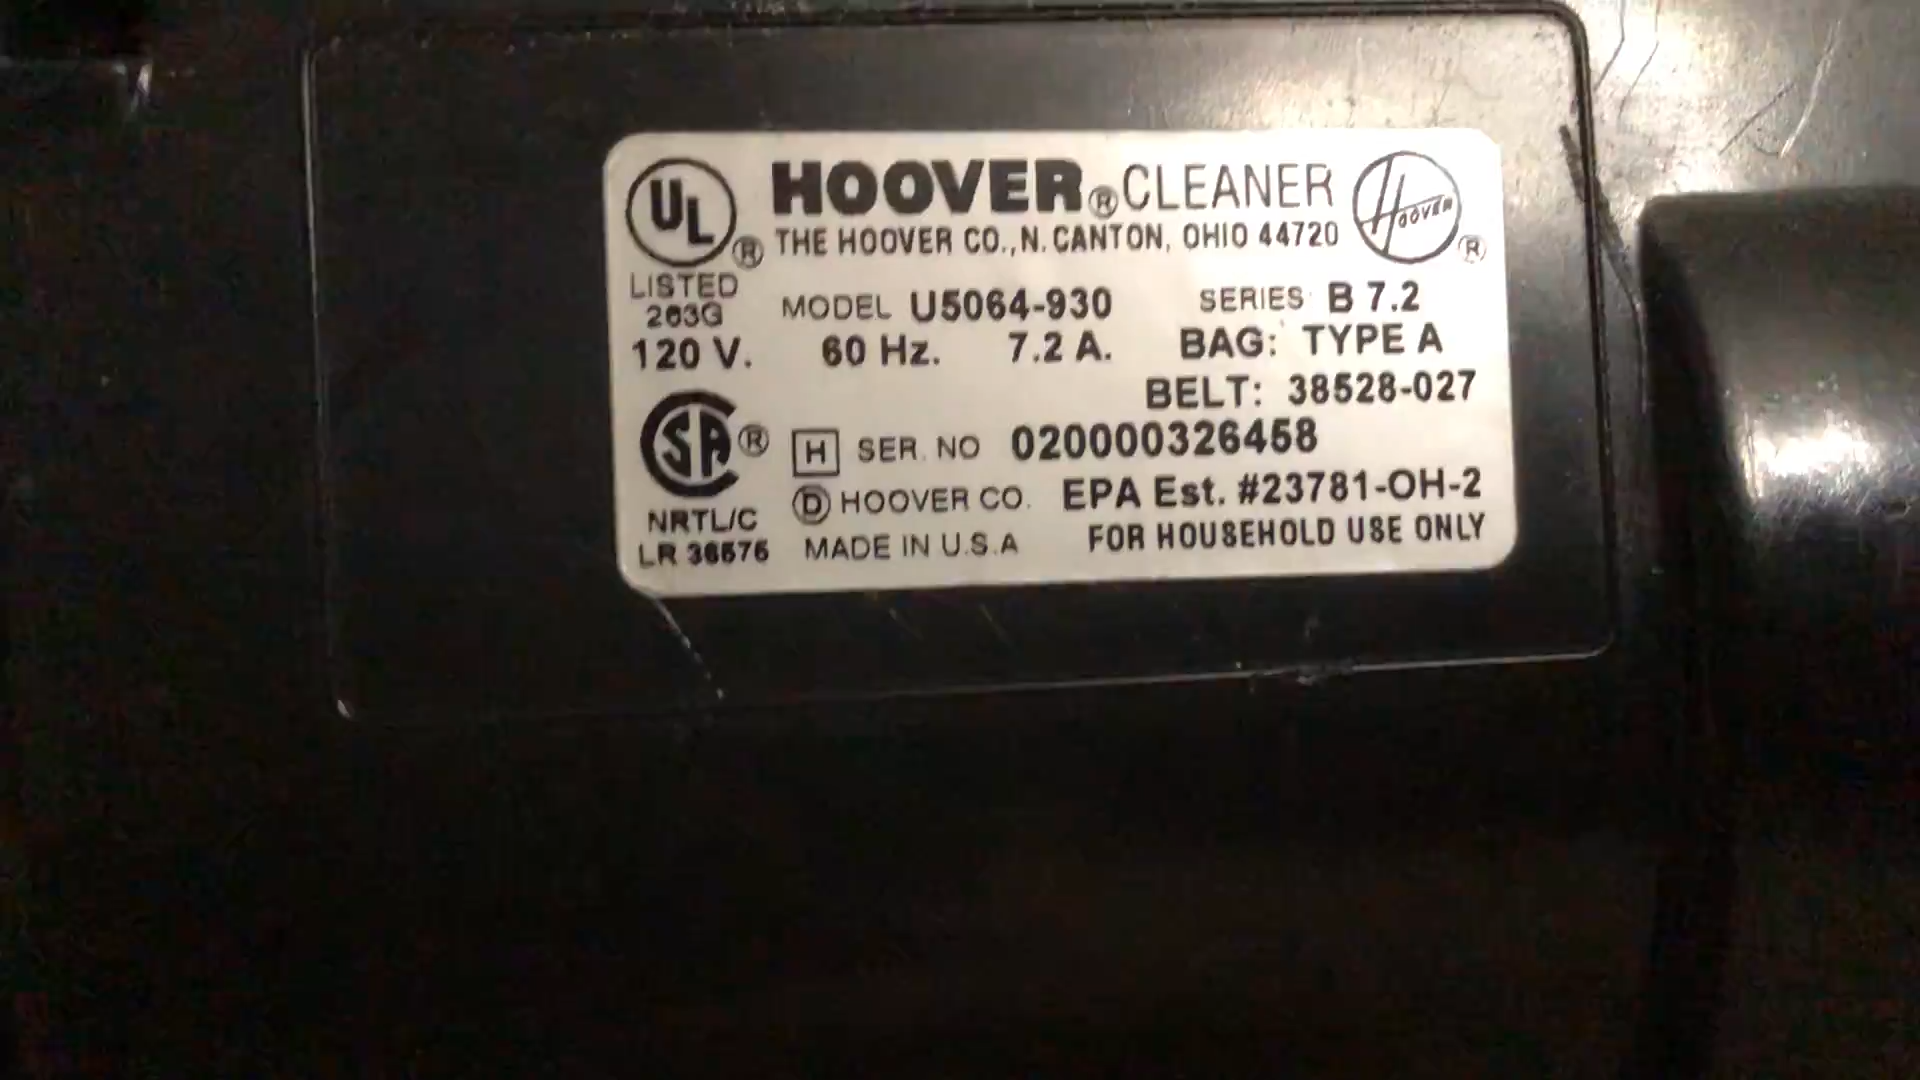 UL ® HOOVER® CLEANER Hoover ®
THE HOOVER CO., N. CANTON, OHIO 44720
LISTED
263G
MODEL U5064-930 SERIES B 7.2
120 V. 60 Hz. 7.2 A. BAG: TYPE A
BELT: 38528-027
SA ® H SER. NO 020000326458
D HOOVER CO. EPA Est. #23781-OH-2
NRTL/C
LR 36575 MADE IN U.S.A FOR HOUSEHOLD USE ONLY